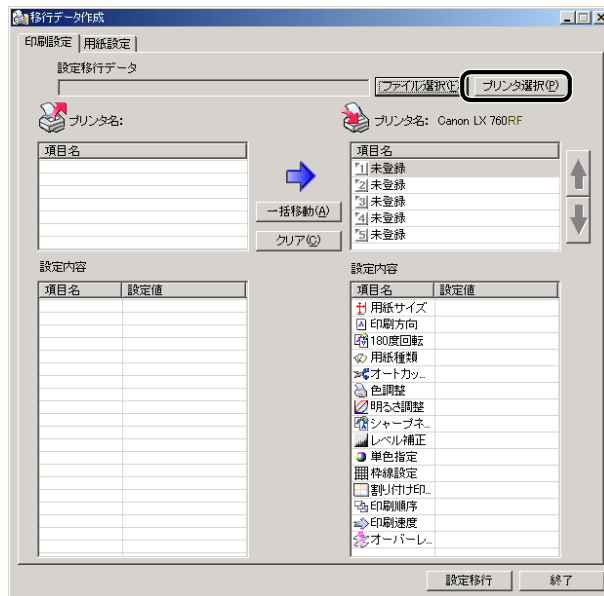 移行データ作成
印刷設定 用紙設定
設定移行データ
ファイル選択(F) プリンタ選択(P)
プリンタ名:
プリンタ名: Canon LX 760RF
項目名
一括移動(A)
クリア(C)
項目名
1 未登録
2 未登録
3 未登録
4 未登録
5 未登録
設定内容
項目名 設定値
設定内容
項目名 設定値
用紙サイズ
印刷方向
180度回転
用紙種類
オートカッ...
色調整
明るさ調整
シャープネ...
レベル補正
単色指定
枠線設定
割り付け印...
印刷順序
印刷速度
オーバーレ...
設定移行 終了